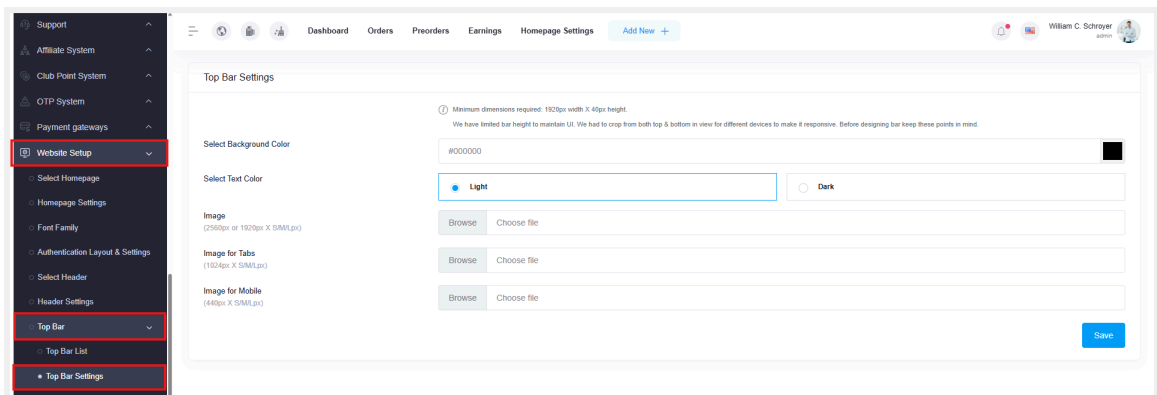 Support
Affiliate System
Club Point System
OTP System
Payment gateways
Website Setup
Select Homepage
Homepage Settings
Font Family
Authentication Layout & Settings
Select Header
Header Settings
Top Bar
Top Bar List
Top Bar Settings
Dashboard Orders Preorders Earnings Homepage Settings Add New +
William C. Schroyer
admin
Top Bar Settings
Minimum dimensions required: 1920px width X 40px height.
We have limited bar height to maintain UI. We had to crop from both top & bottom in view for different devices to make it responsive. Before designing bar keep these points in mind.
Select Background Color
#000000
Select Text Color
Light Dark
Image
(2560px or 1920px X S/M/Lpx)
Browse Choose file
Image for Tabs
(1024px X S/M/Lpx)
Browse Choose file
Image for Mobile
(440px X S/M/Lpx)
Browse Choose file
Save